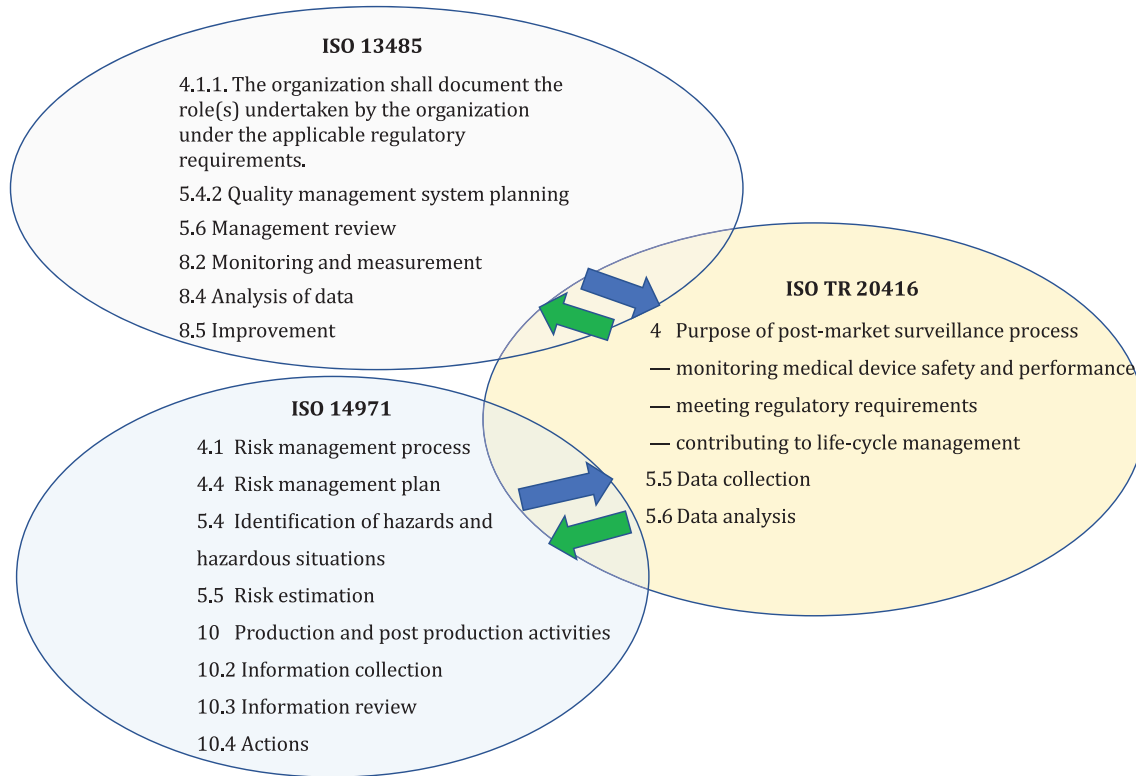 ISO 13485
4.1.1. The organization shall document the
role(s) undertaken by the organization
under the applicable regulatory
requirements.
5.4.2 Quality management system planning
5.6 Management review
8.2 Monitoring and measurement
8.4 Analysis of data
8.5 Improvement
ISO TR 20416
4 Purpose of post-market surveillance process
— monitoring medical device safety and performance
— meeting regulatory requirements
— contributing to life-cycle management
5.5 Data collection
5.6 Data analysis
ISO 14971
4.1 Risk management process
4.4 Risk management plan
5.4 Identification of hazards and
hazardous situations
5.5 Risk estimation
10 Production and post production activities
10.2 Information collection
10.3 Information review
10.4 Actions